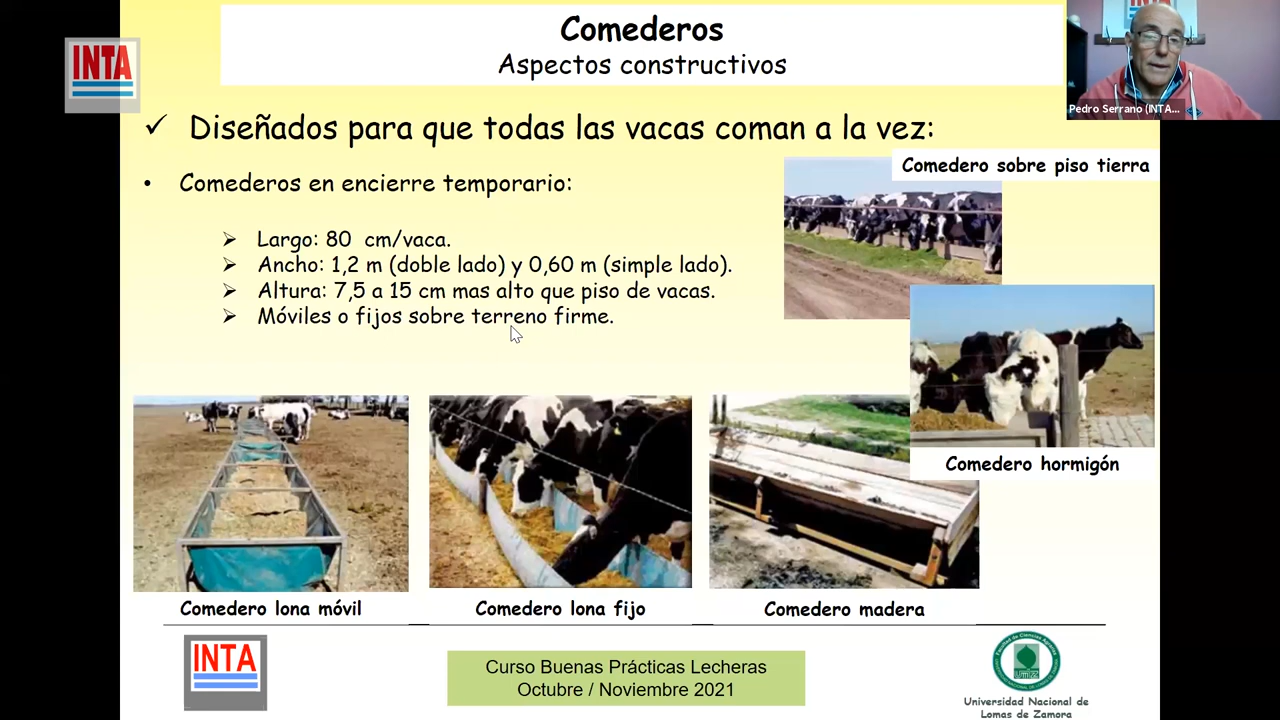 Comederos
Aspectos constructivos
INTA
Pedro Serrano (INTA...
✓ Diseñados para que todas las vacas coman a la vez:
Comedero sobre piso tierra
• Comederos en encierre temporario:
➢ Largo: 80 cm/vaca.
➢ Ancho: 1,2 m (doble lado) y 0,60 m (simple lado).
➢ Altura: 7,5 a 15 cm mas alto que piso de vacas.
➢ Móviles o fijos sobre terreno firme.
Comedero hormigón
Comedero lona móvil
Comedero lona fijo
Comedero madera
INTA
Curso Buenas Prácticas Lecheras
Octubre / Noviembre 2021
Universidad Nacional de
Lomas de Zamora